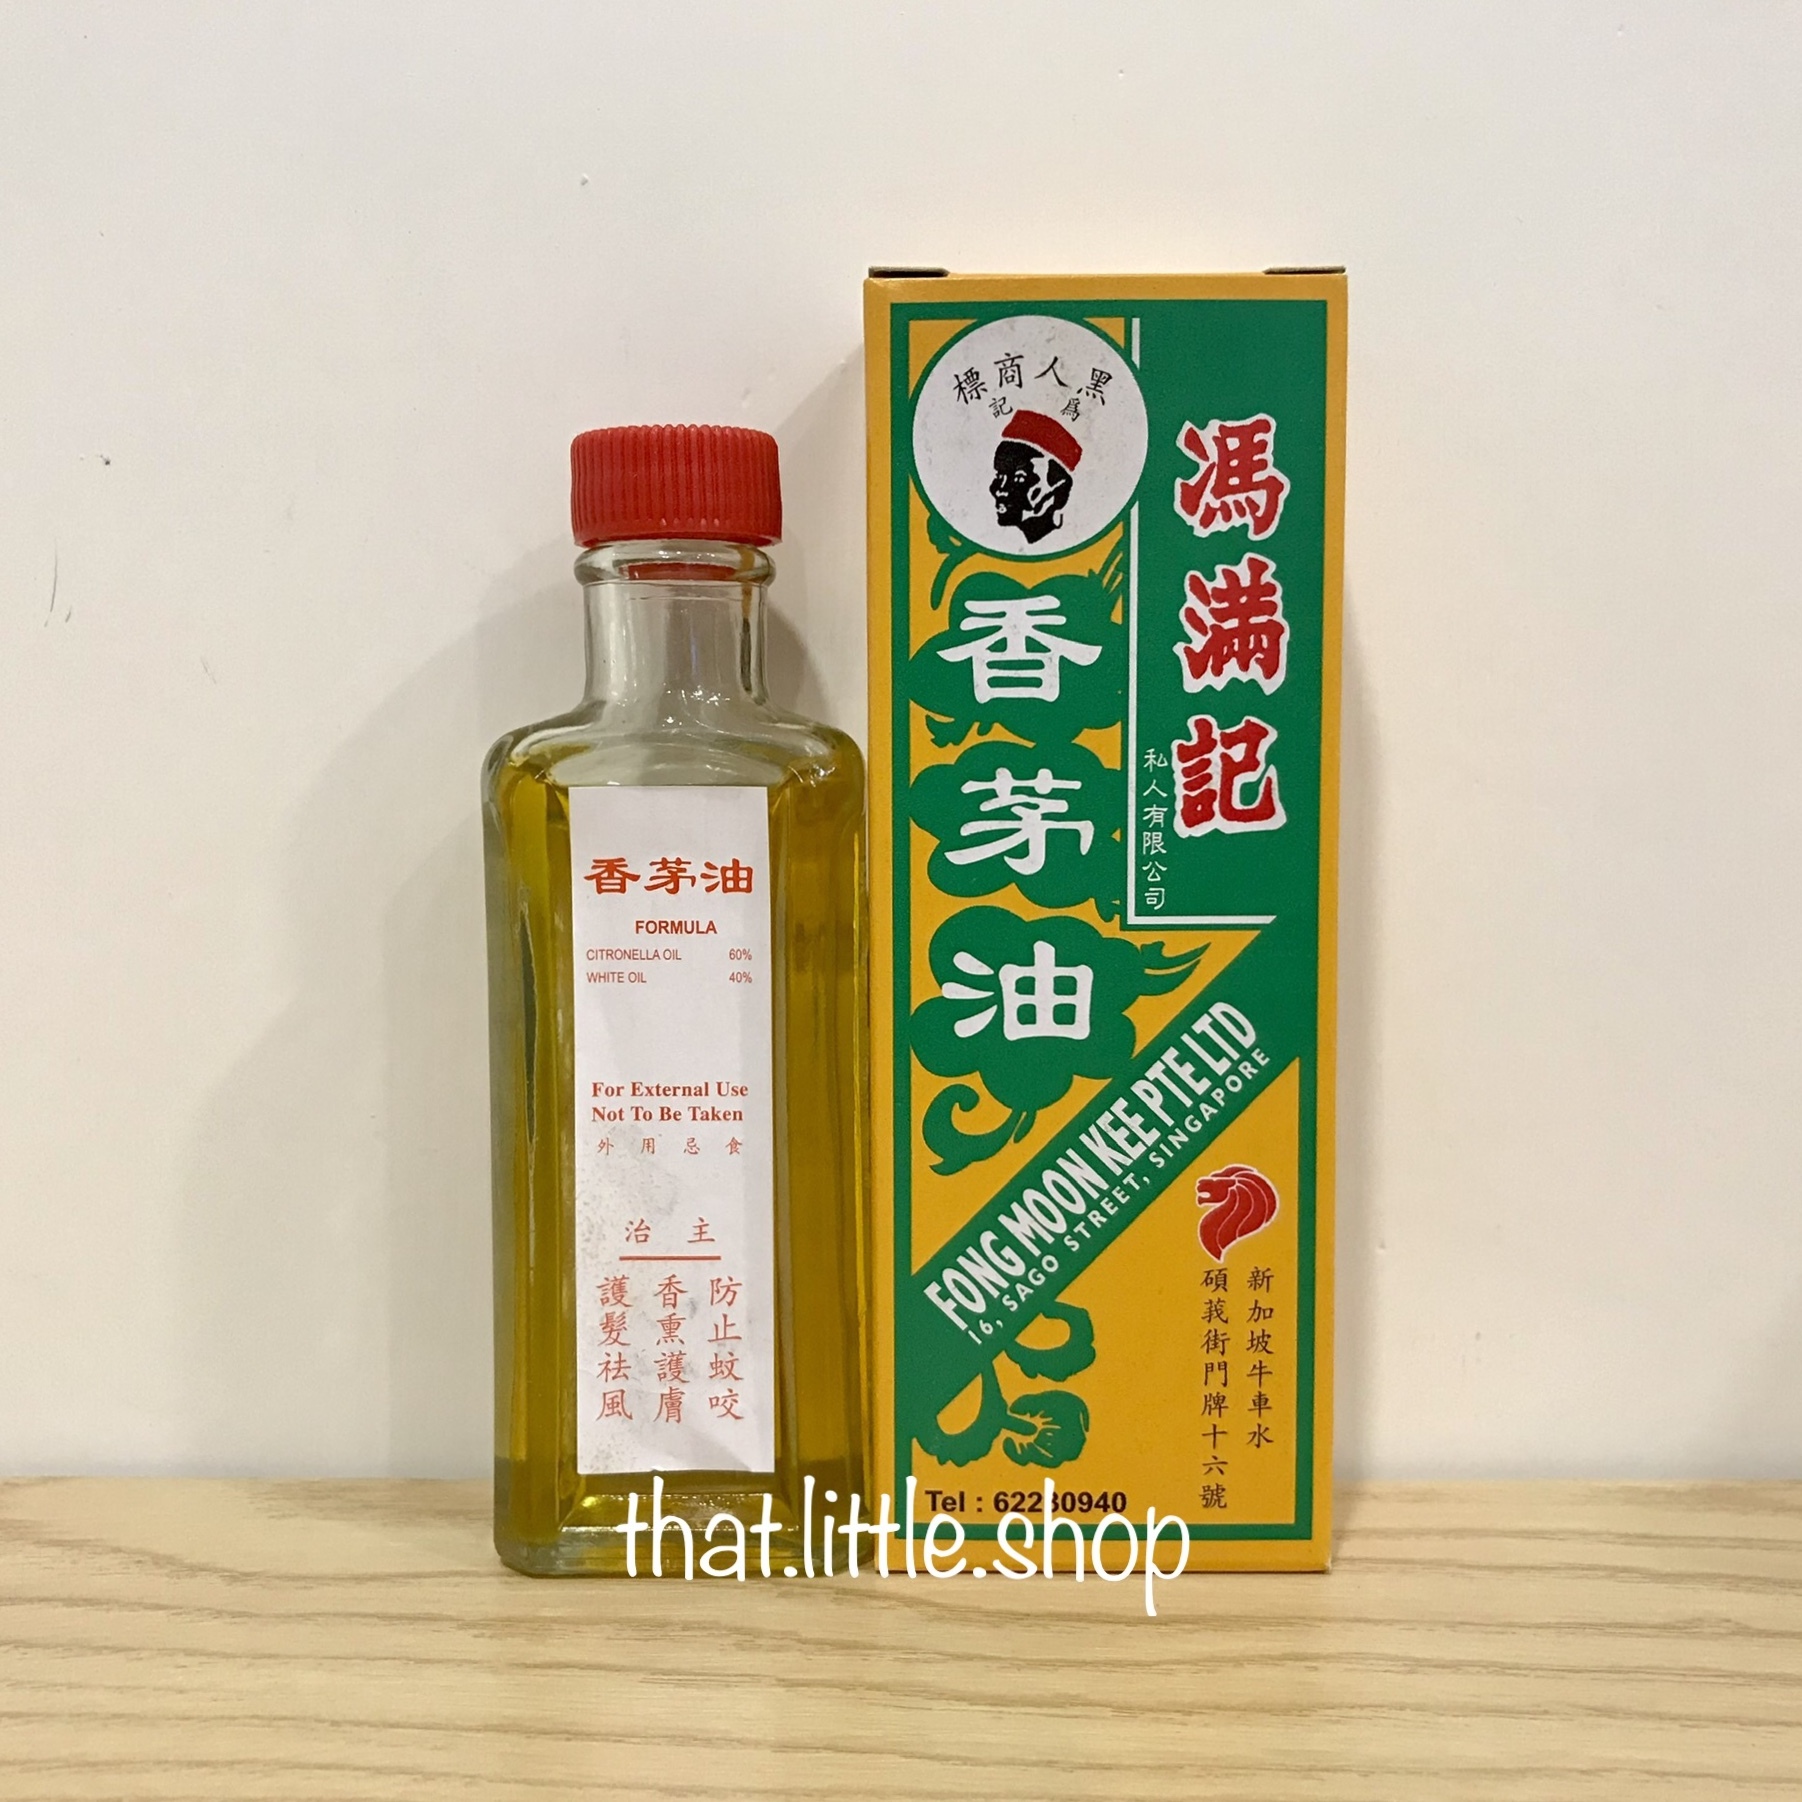 香茅油
FORMULA
CITRONELLA OIL 60%
WHITE OIL 40%
For External Use
Not To Be Taken
外用忌食
主治
防止蚊咬
香熏護膚
護髮祛風
黑人商標
為記
馮滿記
私人有限公司
香茅油
FONG MOON KEE PTE LTD
16, SAGO STREET, SINGAPORE
新加坡牛車水
碩莪街門牌十六號
Tel : 62230940
that.little.shop